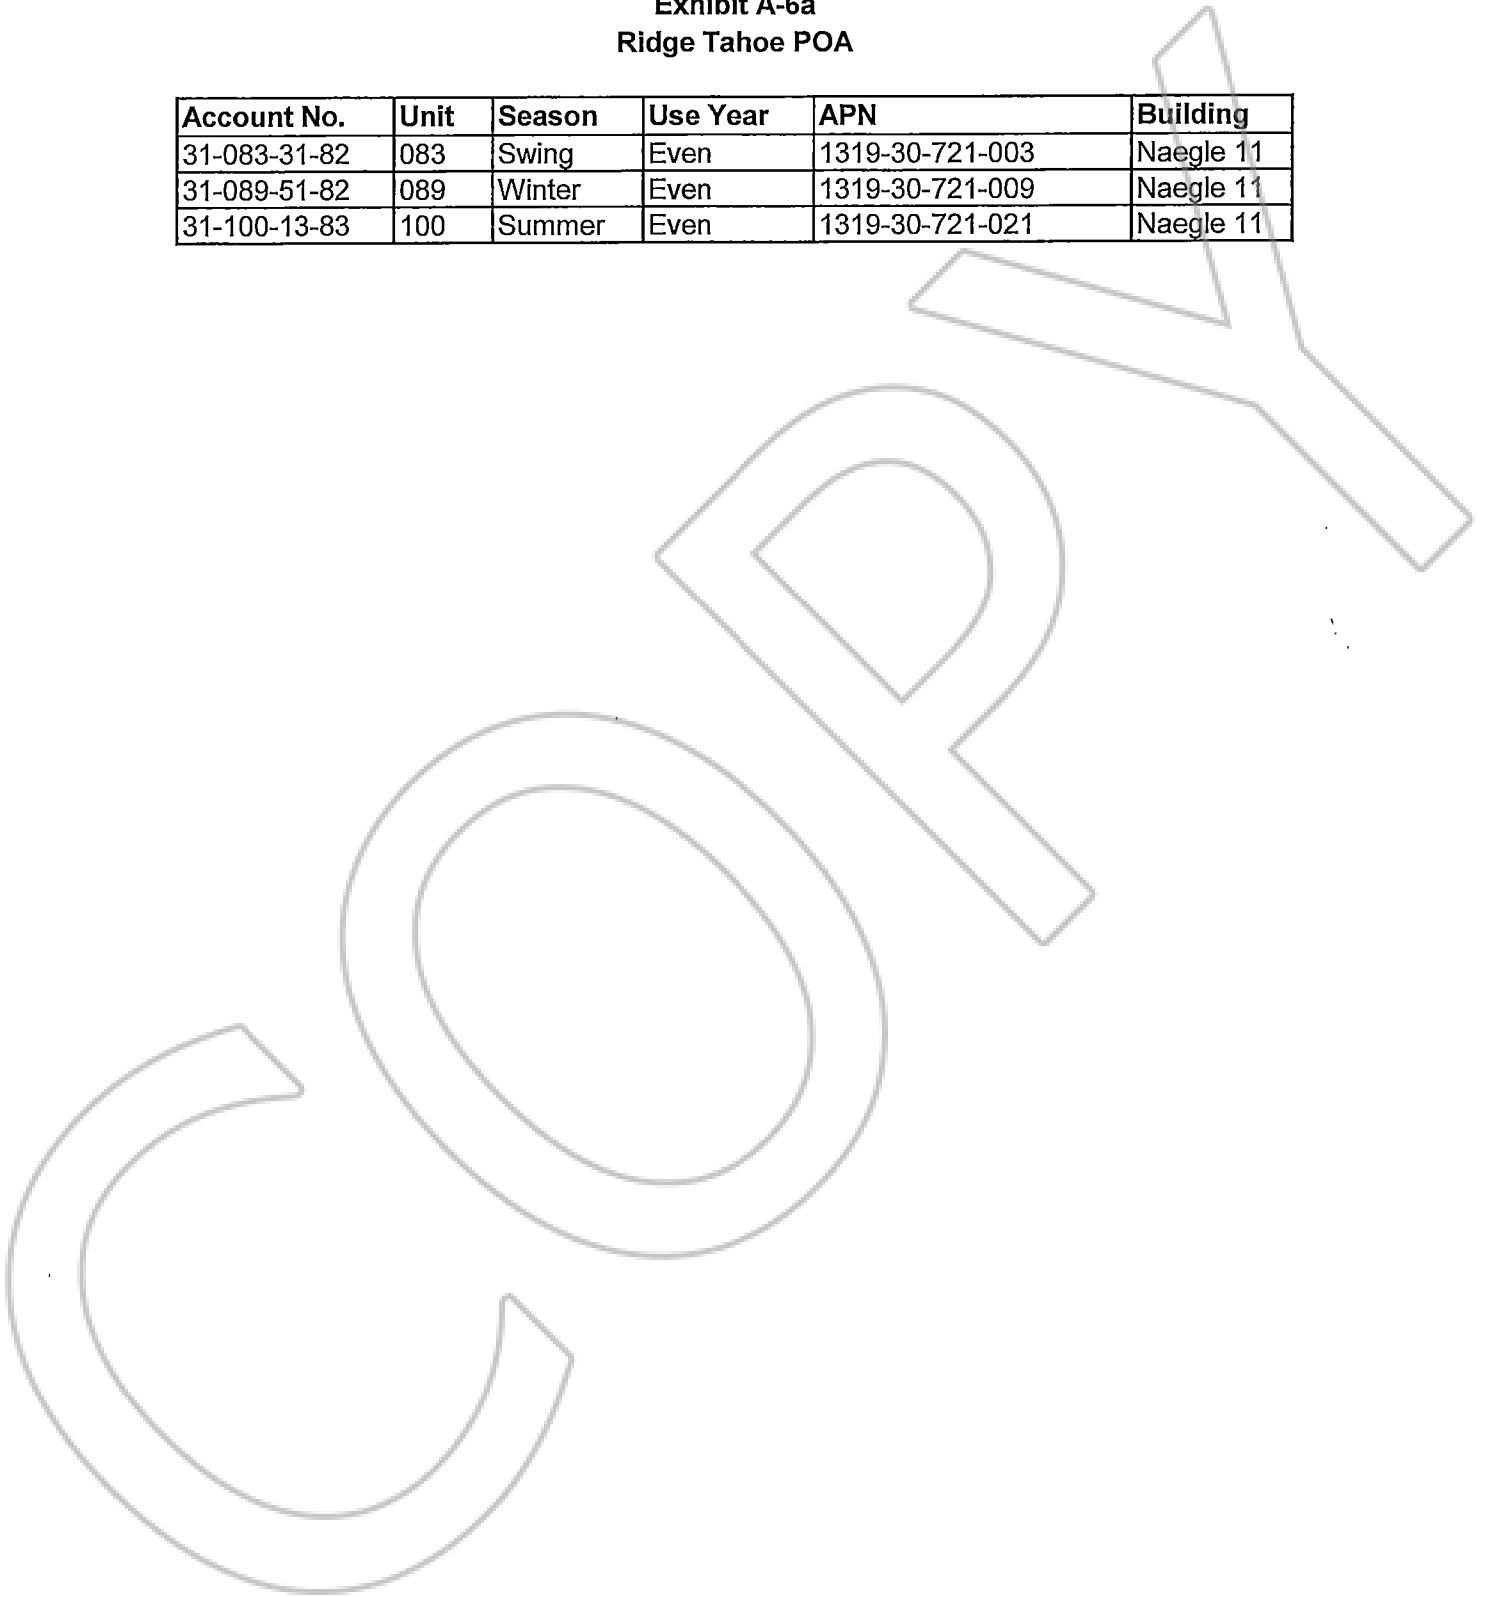 Exhibit A-6a
Ridge Tahoe POA
Account No. Unit Season Use Year APN Building
31-083-31-82 083 Swing Even 1319-30-721-003 Naegle 11
31-089-51-82 089 Winter Even 1319-30-721-009 Naegle 11
31-100-13-83 100 Summer Even 1319-30-721-021 Naegle 11
COPY